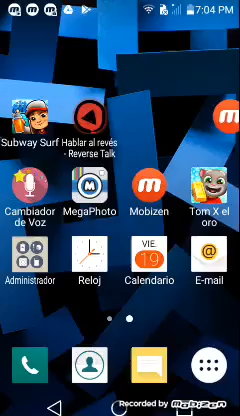 7:04 PM
Subway Surf
Hablar al revés
- Reverse Talk
Cambiador
de Voz
MegaPhoto
Mobizen
Tom X el
oro
VIE.
19
Administrador
Reloj
Calendario
E-mail
Recorded by Mobizen